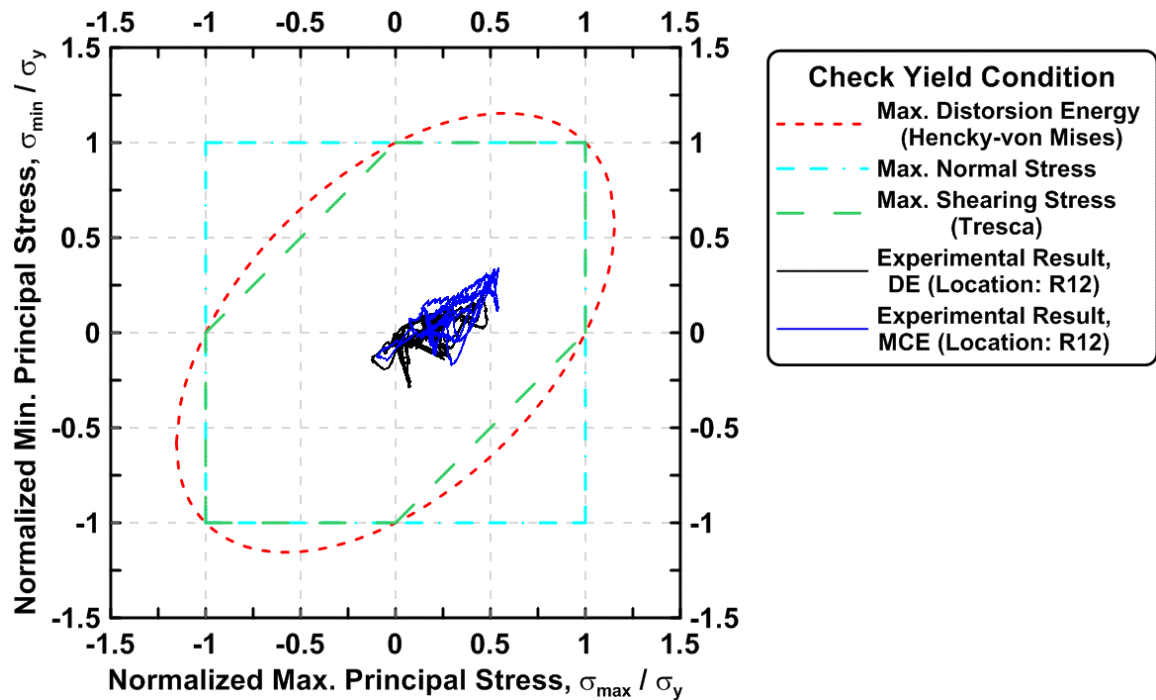 -1.5 -1 -0.5 0 0.5 1 1.5
1.5 1.5
1 1
0.5 0.5
0 0
-0.5 -0.5
-1 -1
-1.5 -1.5
-1.5 -1 -0.5 0 0.5 1 1.5
Normalized Min. Principal Stress, σmin / σy
Normalized Max. Principal Stress, σmax / σy
Check Yield Condition
Max. Distorsion Energy
(Hencky-von Mises)
Max. Normal Stress
Max. Shearing Stress
(Tresca)
Experimental Result,
DE (Location: R12)
Experimental Result,
MCE (Location: R12)